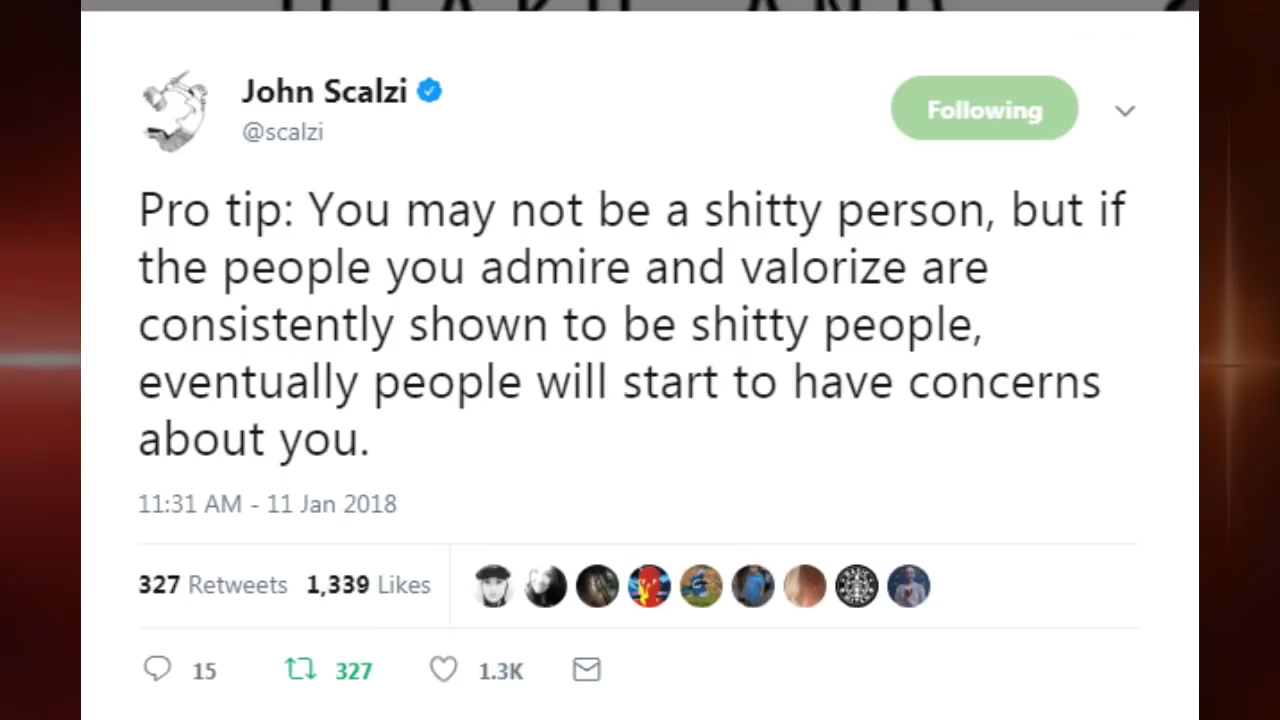 John Scalzi
@scalzi
Following
Pro tip: You may not be a shitty person, but if
the people you admire and valorize are
consistently shown to be shitty people,
eventually people will start to have concerns
about you.
11:31 AM - 11 Jan 2018
327 Retweets 1,339 Likes
15 327 1.3K